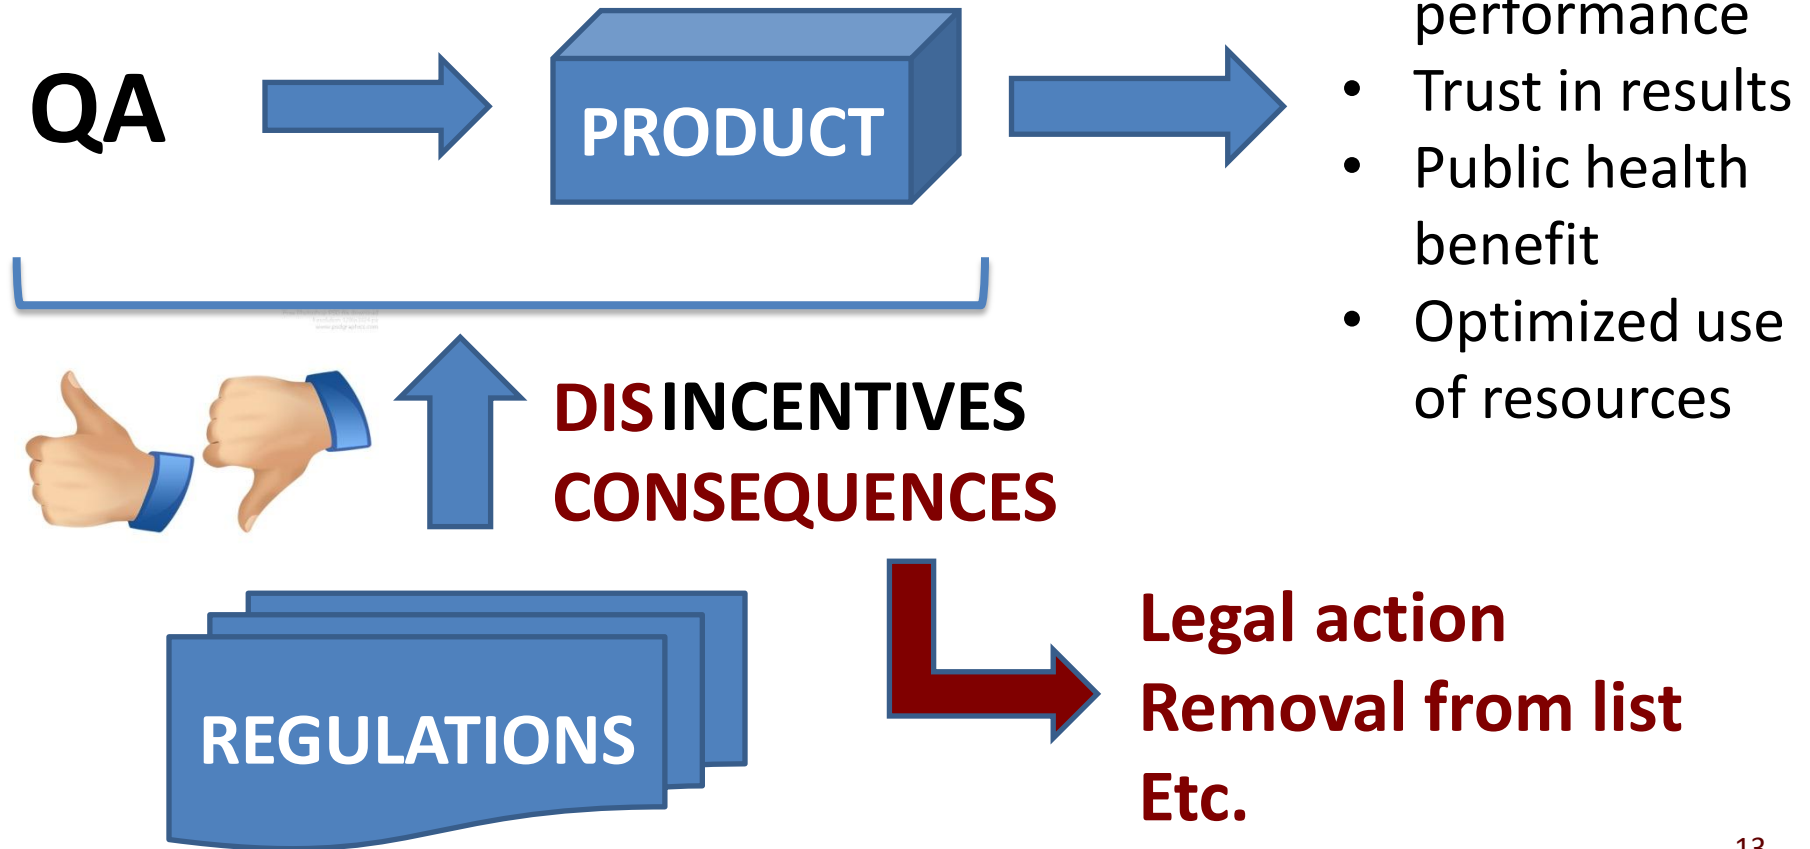 QA
PRODUCT
performance
• Trust in results
• Public health
benefit
• Optimized use
of resources
DISINCENTIVES
CONSEQUENCES
REGULATIONS
Legal action
Removal from list
Etc.
13